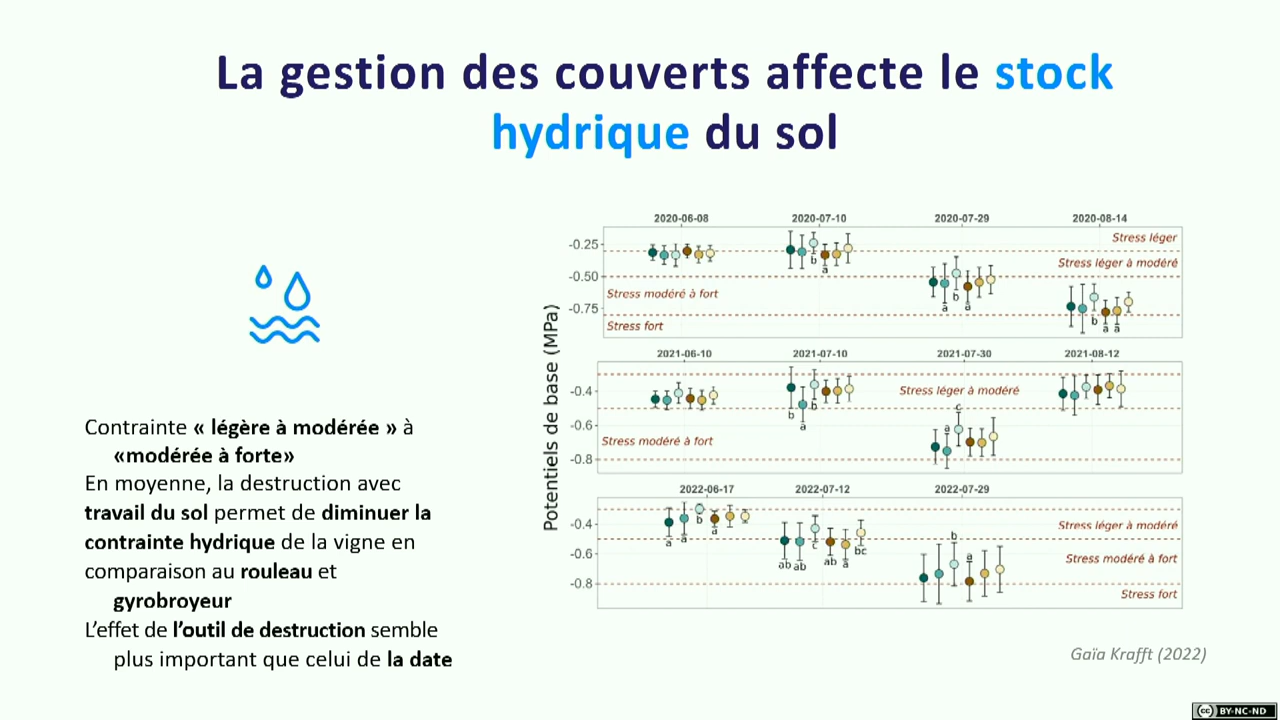 La gestion des couverts affecte le stock
hydrique du sol
Contrainte « légère à modérée » à
«modérée à forte»
En moyenne, la destruction avec
travail du sol permet de diminuer la
contrainte hydrique de la vigne en
comparaison au rouleau et
gyrobroyeur
L'effet de l'outil de destruction semble
plus important que celui de la date
Potentiels de base (MPa)
2020-06-08 2020-07-10 2020-07-29 2020-08-14
Stress léger
-0.25
Stress léger à modéré
b a
-0.50
Stress modéré à fort
b
-0.75
a a
b
Stress fort
a a
2021-06-10 2021-07-10 2021-07-30 2021-08-12
-0.4
Stress léger à modéré
c
b b
a a
-0.6
Stress modéré à fort
-0.8
2022-06-17 2022-07-12 2022-07-29
b
-0.4
Stress léger à modéré
a a a
b
c bc
a
-0.6
ab ab ab a
Stress modéré à fort
-0.8
Stress fort
Gaïa Krafft (2022)
cc BY-NC-ND